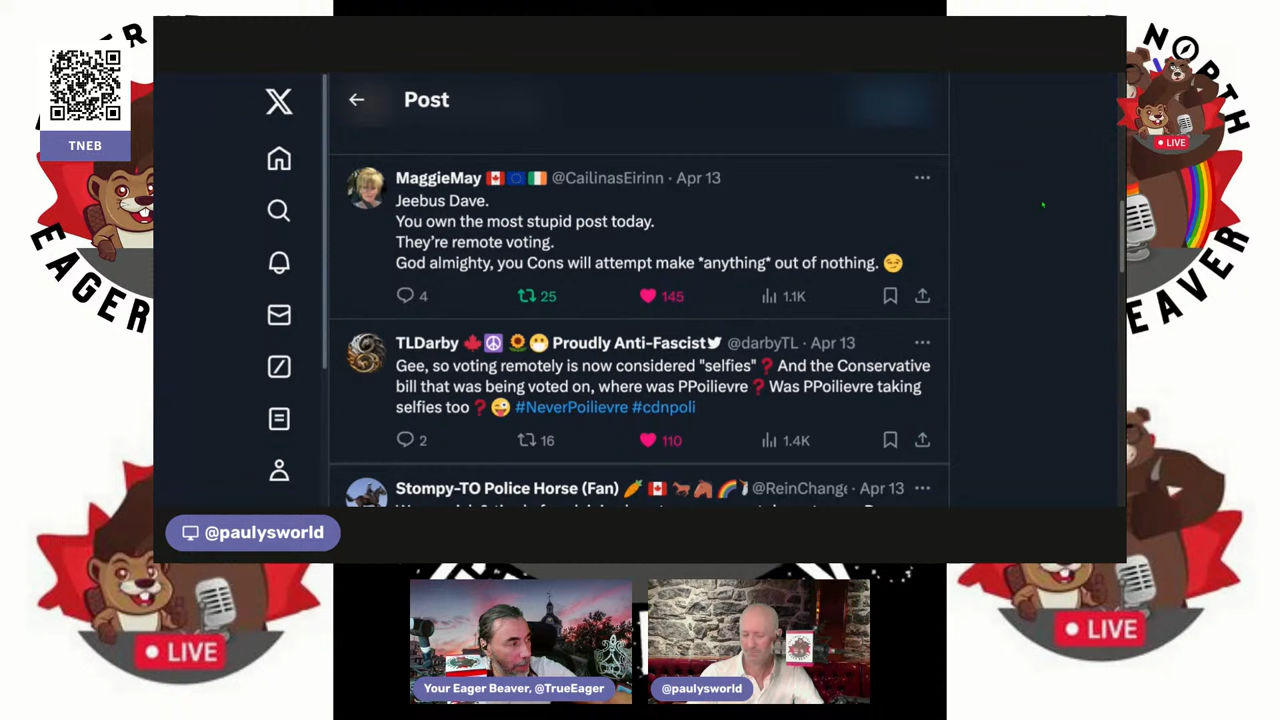 TNEB
Post
MaggieMay @CailinasEirinn · Apr 13
Jeebus Dave.
You own the most stupid post today.
They're remote voting.
God almighty, you Cons will attempt make *anything* out of nothing.
4 25 145 1.1K
TLDarby Proudly Anti-Fascist @darbyTL · Apr 13
Gee, so voting remotely is now considered "selfies"❓And the Conservative
bill that was being voted on, where was PPoilievre❓Was PPoilievre taking
selfies too❓😜 #NeverPoilievre #cdnpoli
2 16 110 1.4K
Stompy-TO Police Horse (Fan) @ReinChange · Apr 13
@paulysworld
Your Eager Beaver, @TrueEager
@paulysworld
EAGER
NORTH
LIVE
LIVE
LIVE